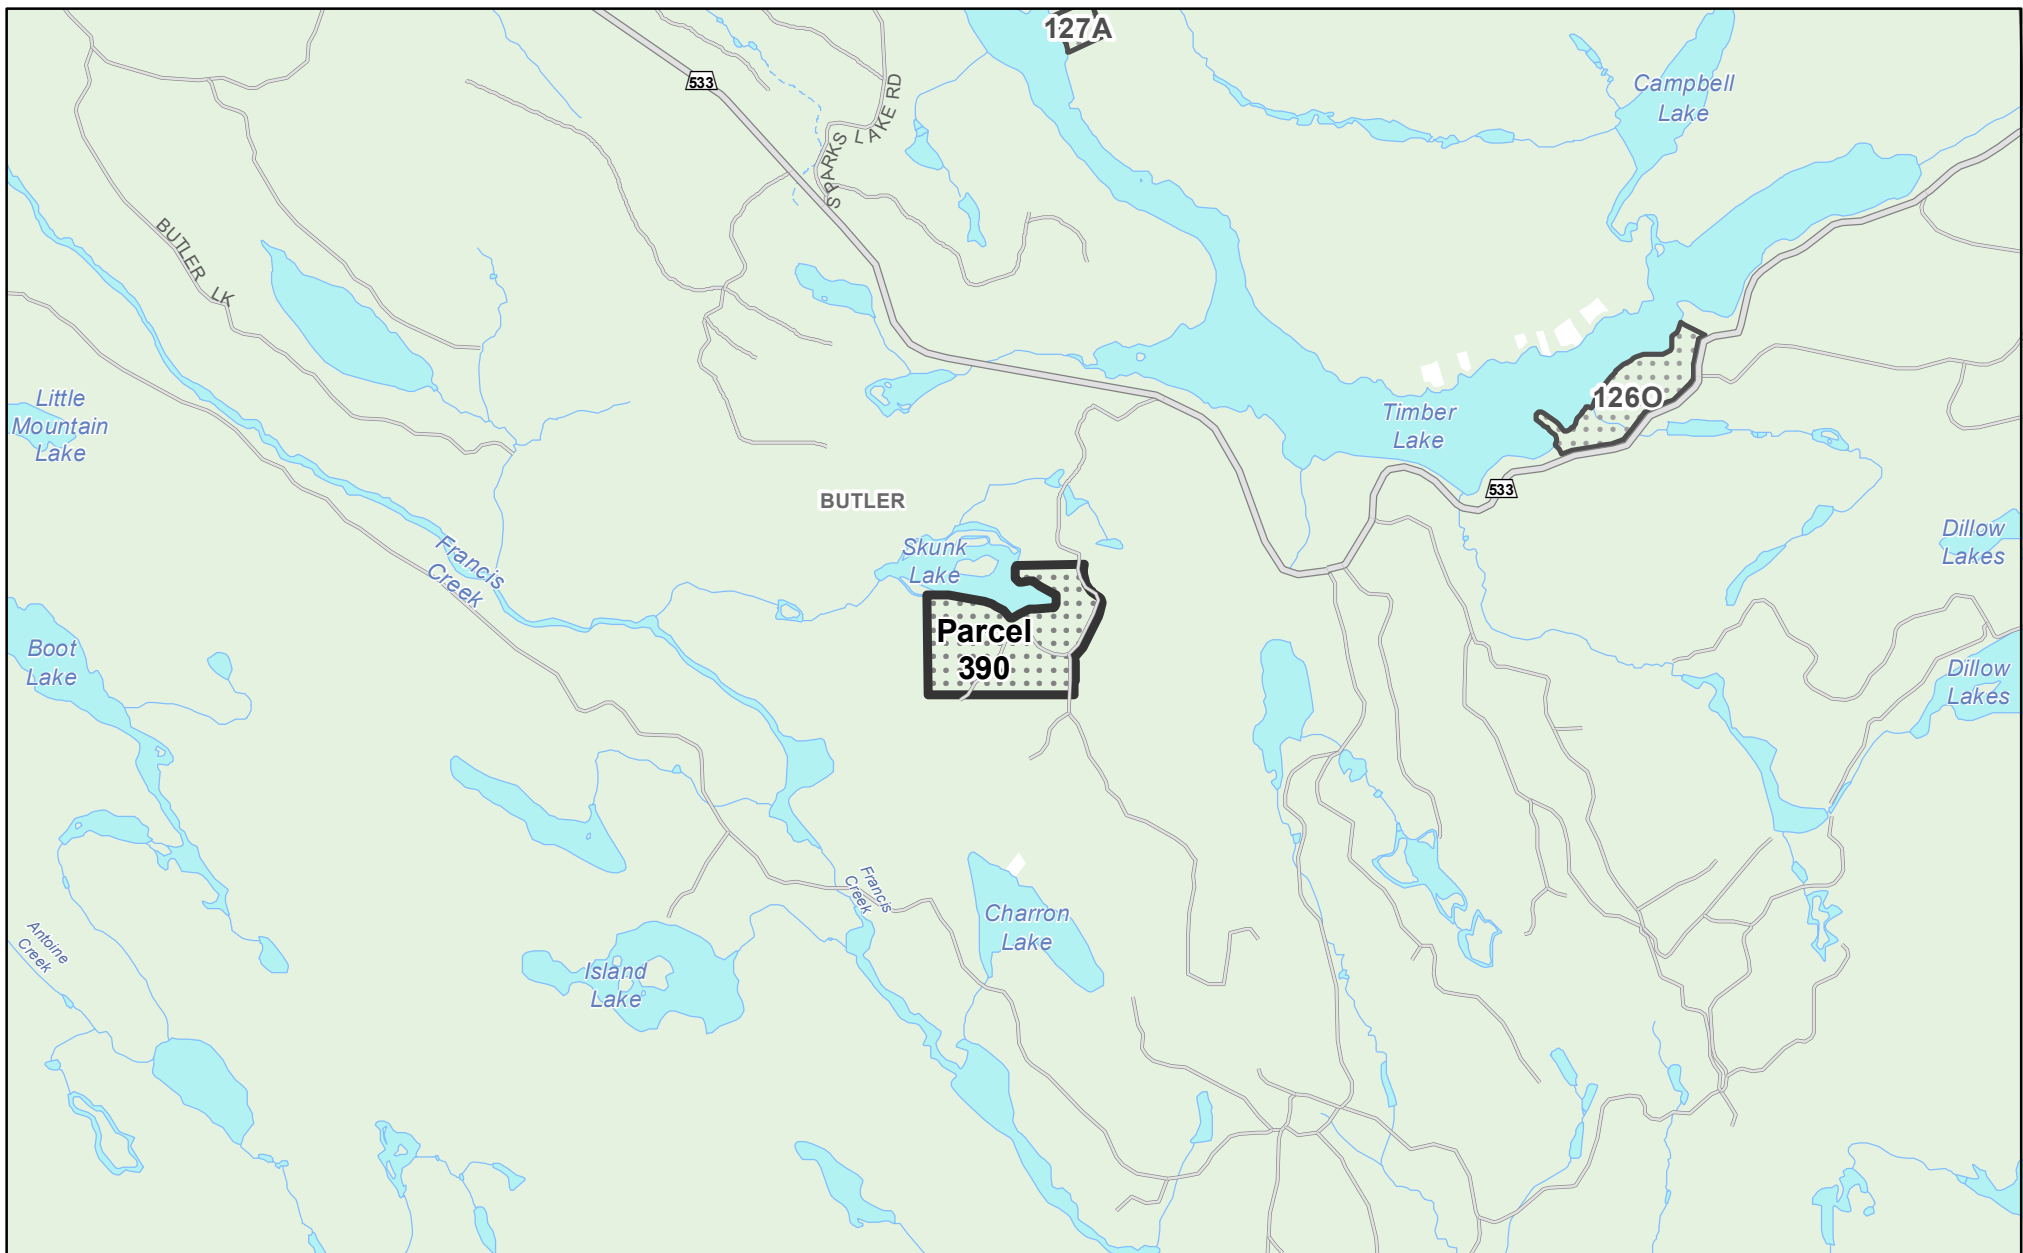 127A
533
Campbell
Lake
SPARKS LAKE RD
BUTLER LK
Little
Mountain
Lake
Timber
Lake
126O
533
BUTLER
Dillow
Lakes
Francis
Creek
Skunk
Lake
Parcel
390
Boot
Lake
Dillow
Lakes
Francis
Creek
Charron
Lake
Antoine
Creek
Island
Lake